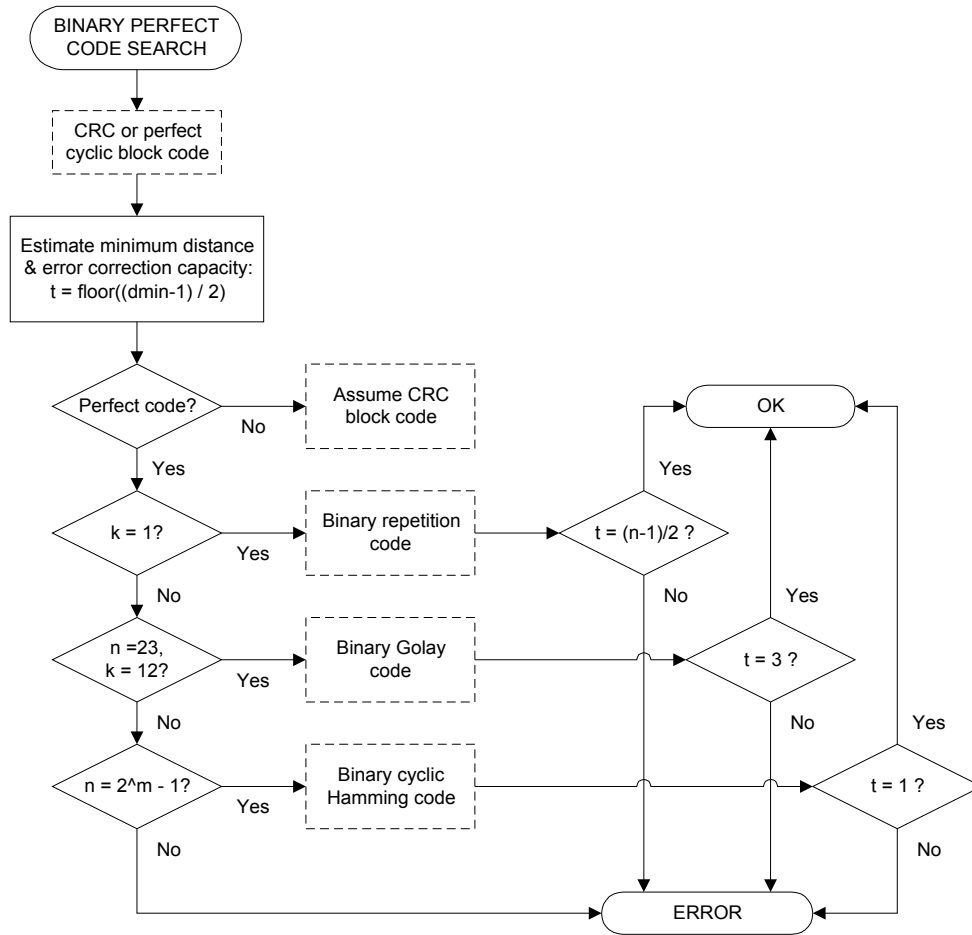 BINARY PERFECT
CODE SEARCH
CRC or perfect
cyclic block code
Estimate minimum distance
& error correction capacity:
t = floor((dmin-1) / 2)
Perfect code?
No
Assume CRC
block code
OK
Yes
Yes
k = 1?
Yes
Binary repetition
code
t = (n-1)/2 ?
No
No
Yes
n =23,
k = 12?
Yes
Binary Golay
code
t = 3 ?
No
No
Yes
n = 2^m - 1?
Yes
Binary cyclic
Hamming code
t = 1 ?
No
No
ERROR